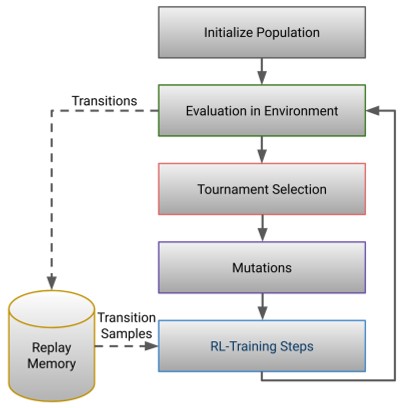 Initialize Population
Transitions
Evaluation in Environment
Tournament Selection
Mutations
Transition
Samples
Replay
Memory
RL-Training Steps